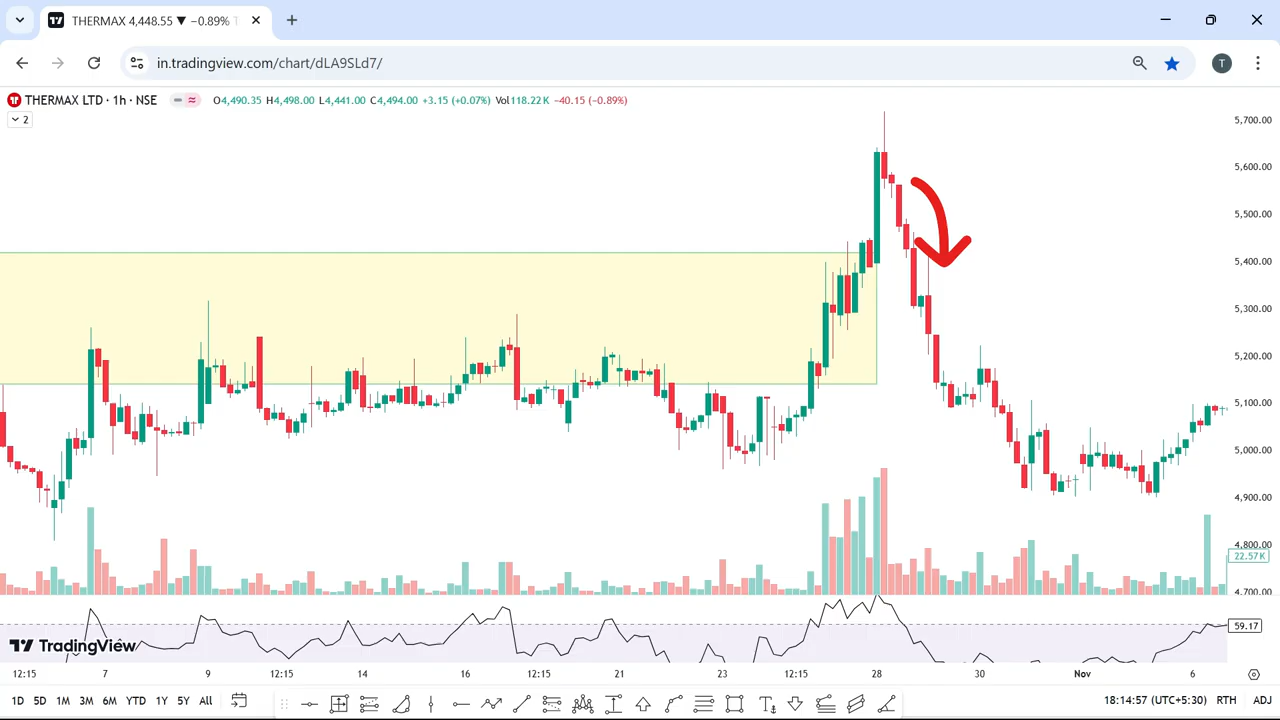 THERMAX 4,448.55 ▼ −0.89%
in.tradingview.com/chart/dLA9SLd7/
T
THERMAX LTD · 1h · NSE O4,490.35 H4,498.00 L4,441.00 C4,494.00 +3.15 (+0.07%) Vol118.22 K −40.15 (−0.89%)
2
5,700.00
5,600.00
5,500.00
5,400.00
5,300.00
5,200.00
5,100.00
5,000.00
4,900.00
4,800.00
22.57 K
4,700.00
59.17
TradingView
12:15 7 12:15 9 12:15 14 16 12:15 21 23 12:15 28 30 Nov 6
1D 5D 1M 3M 6M YTD 1Y 5Y All 18:14:57 (UTC+5:30) RTH ADJ